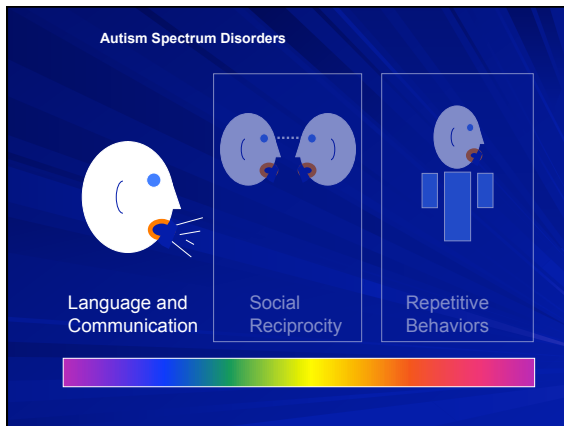 Autism Spectrum Disorders
Language and
Communication
Social
Reciprocity
Repetitive
Behaviors